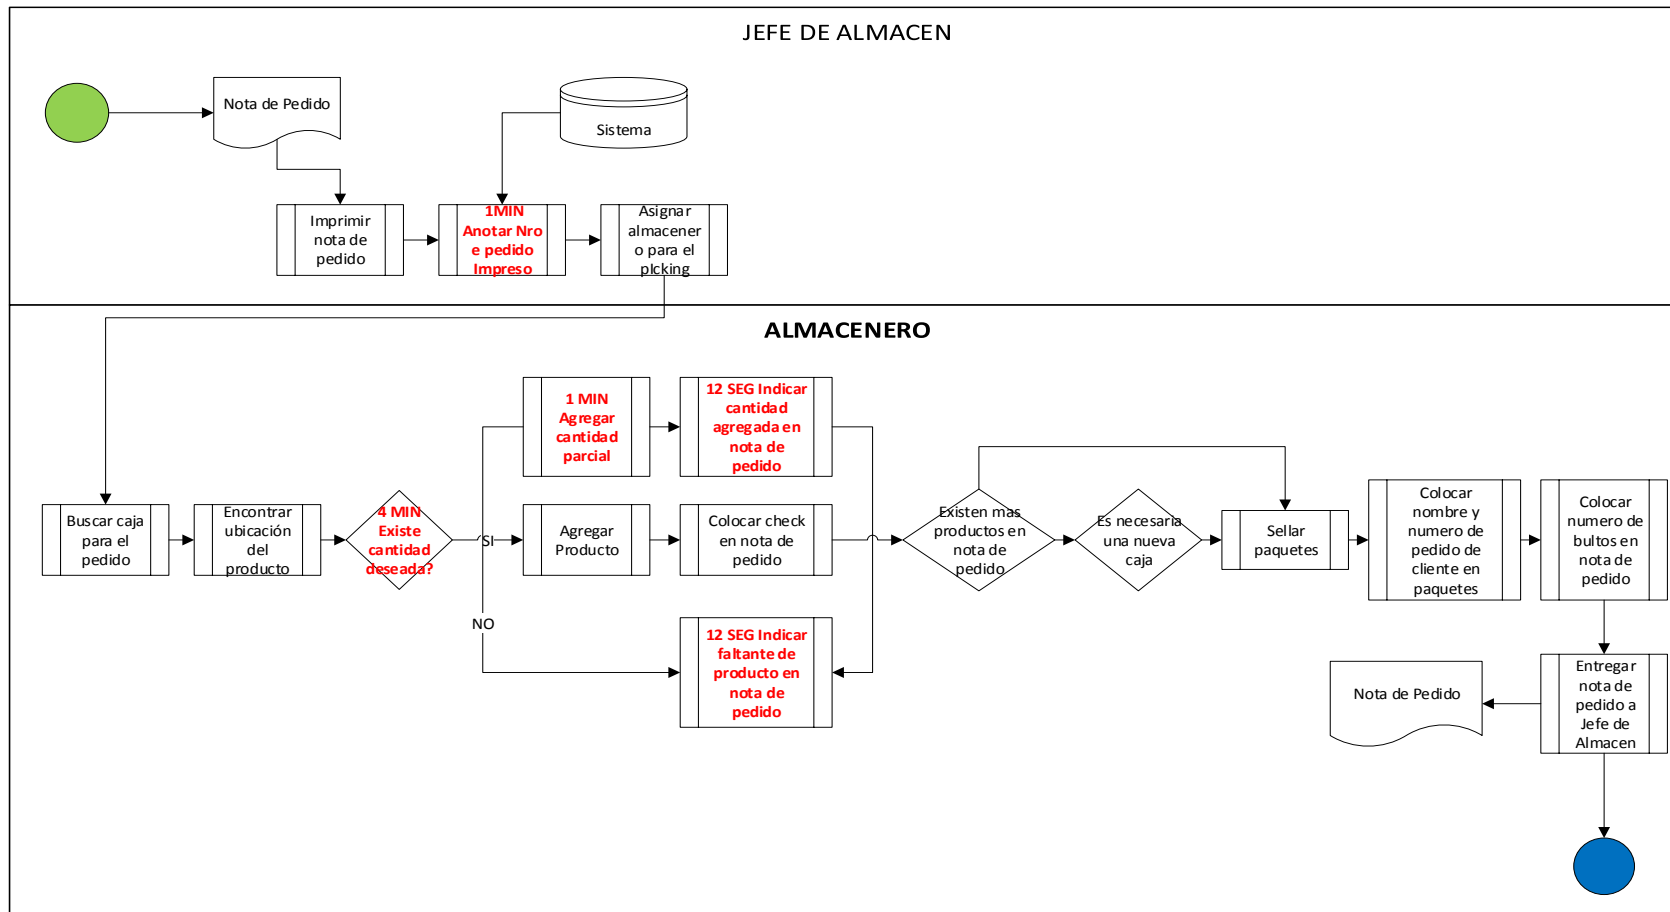 JEFE DE ALMACEN
Nota de Pedido
Sistema
Imprimir
nota de
pedido
1MIN
Anotar Nro
e pedido
Impreso
Asignar
almacener
o para el
pIcking
ALMACENERO
Buscar caja
para el
pedido
Encontrar
ubicación
del
producto
4 MIN
Existe
cantidad
deseada?
SI
NO
1 MIN
Agregar
cantidad
parcial
12 SEG Indicar
cantidad
agregada en
nota de
pedido
Agregar
Producto
Colocar check
en nota de
pedido
12 SEG Indicar
faltante de
producto en
nota de
pedido
Existen mas
productos en
nota de
pedido
Es necesaria
una nueva
caja
Sellar
paquetes
Colocar
nombre y
numero de
pedido de
cliente en
paquetes
Colocar
numero de
bultos en
nota de
pedido
Entregar
nota de
pedido a
Jefe de
Almacen
Nota de Pedido